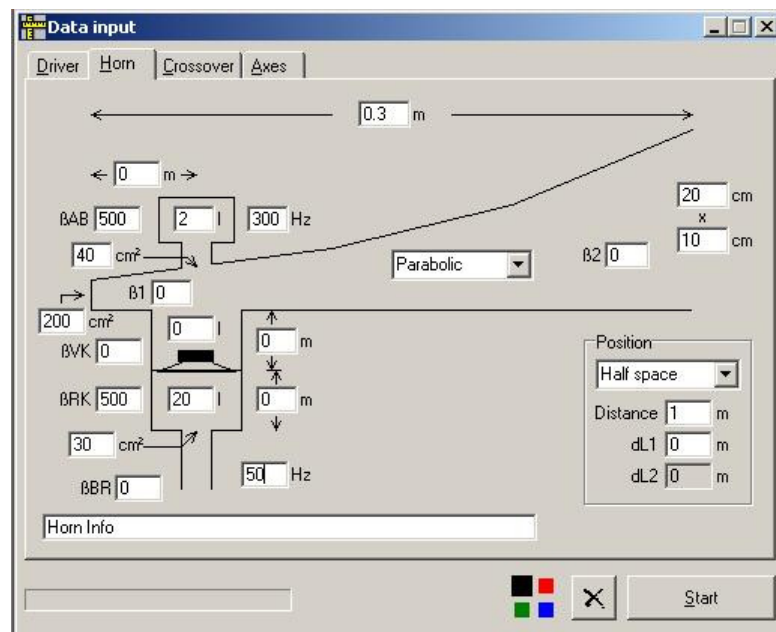 Data input
Driver Horn Crossover Axes
0.3 m
0 m
ßAB 500 2 l 300 Hz
20 cm
x
10 cm
40 cm²
Parabolic
ß2 0
ß1 0
200 cm²
0 l
0 m
ßVK 0
Position
Half space
ßRK 500 20 l 0 m
Distance 1 m
30 cm²
dL1 0 m
dL2 0 m
ßBR 0
50 Hz
Horn Info
Start